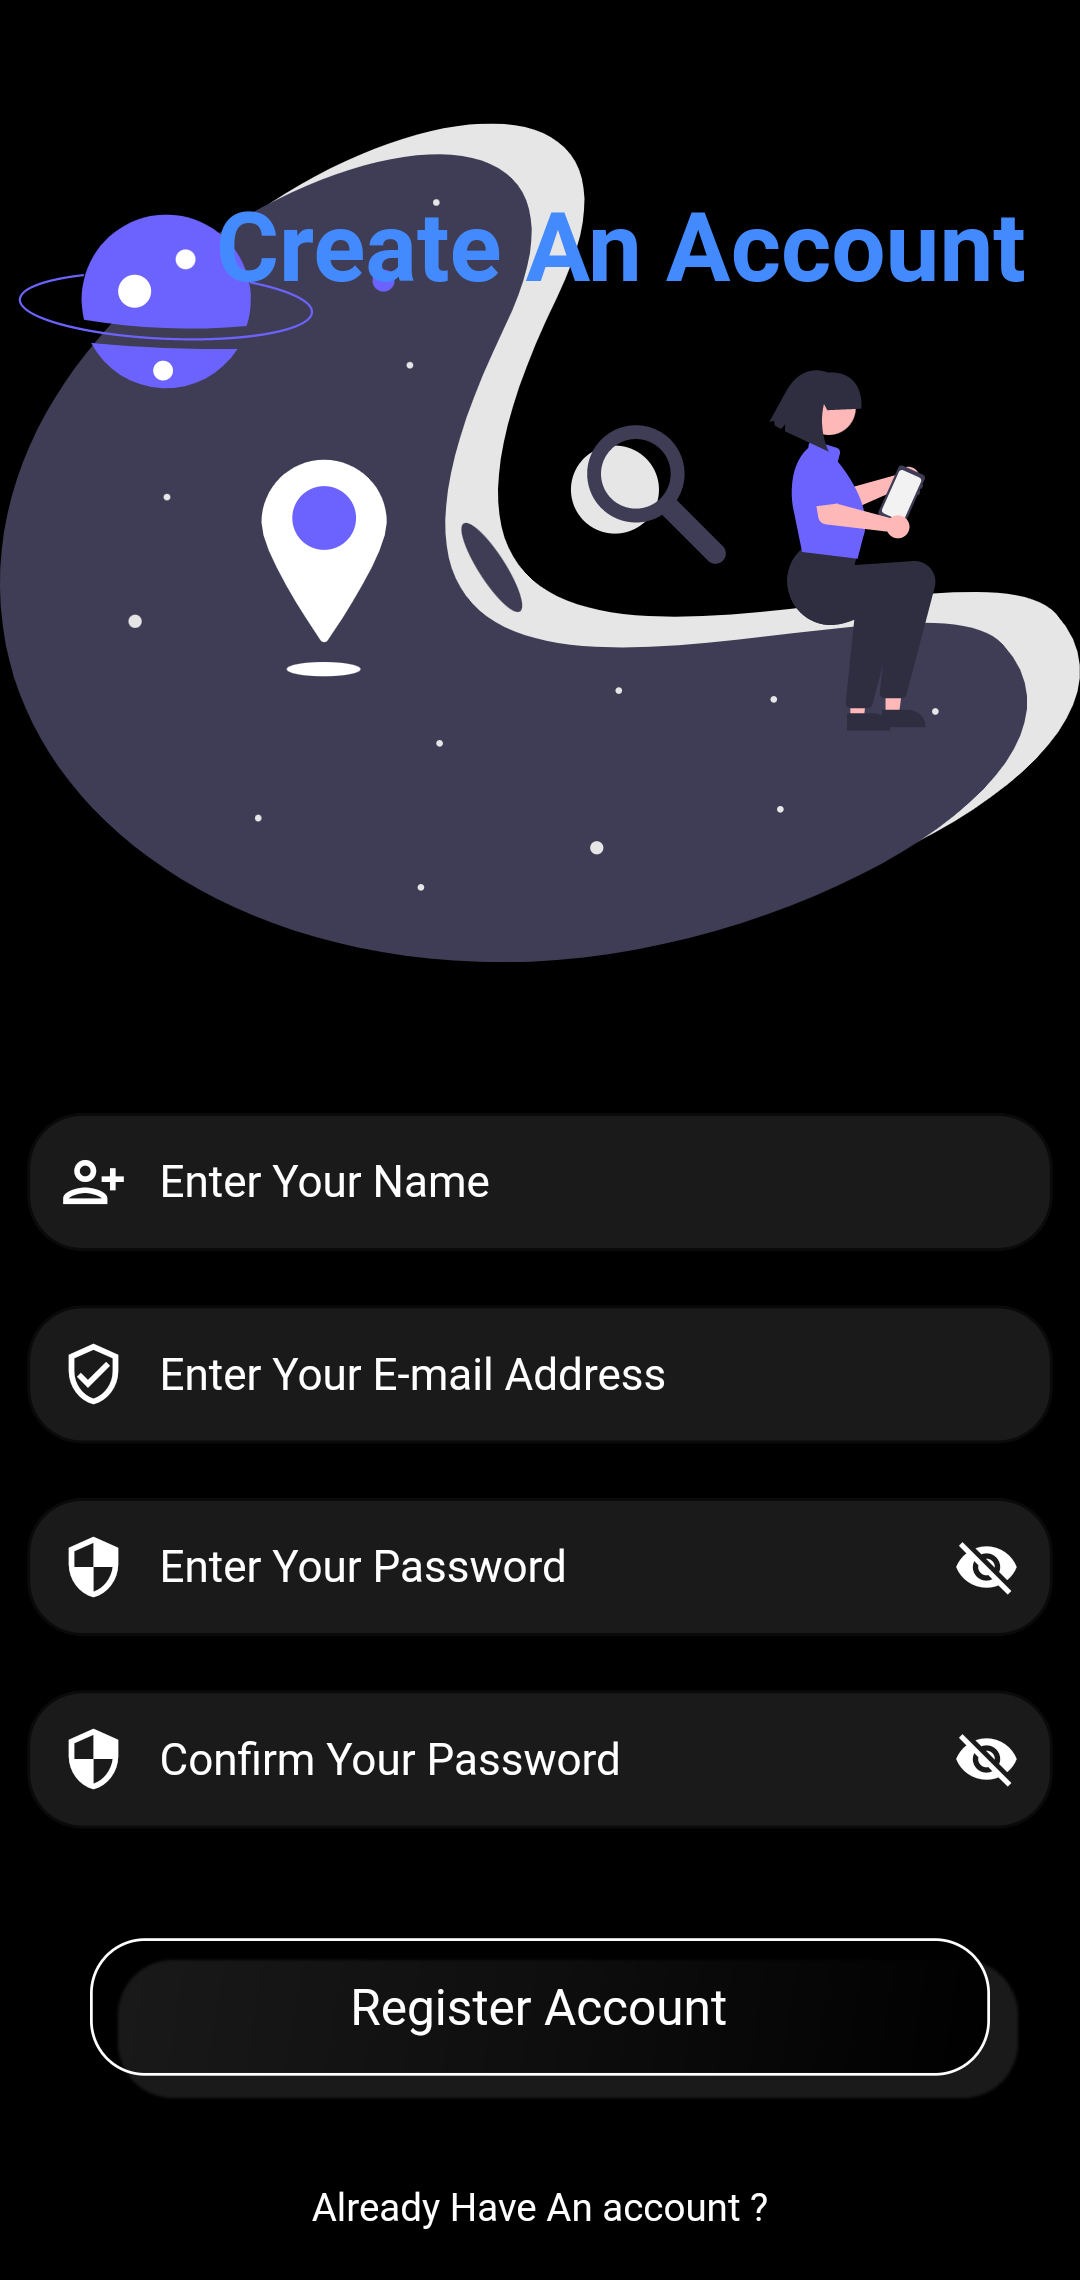 Create An Account
Enter Your Name
Enter Your E-mail Address
Enter Your Password
Confirm Your Password
Register Account
Already Have An account ?